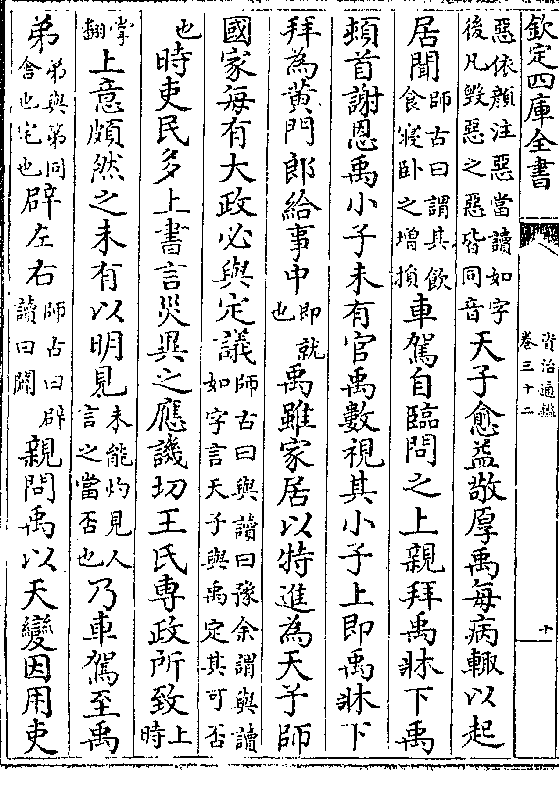 欽定四庫全書
資治通鑑
卷三十二
十
惡依顔注惡當讀如字
後凡毁惡之惡皆同音
天子愈益敬厚禹每病輙以起
居聞
師古曰謂其飲
食寢卧之増損
車駕自臨問之上親拜禹牀下禹
頓首謝恩禹小子未有官禹數視其小子上即禹牀下
拜為黄門郎給事中
即就
也
禹雖家居以特進為天子師
國家每有大政必與定議
師古曰與讀曰豫余謂與讀
如字言天子與禹定其可否
也
時吏民多上書言災異之應譏切王氏專政所致
上
時
掌
翻
上意頗然之未有以明見
未能灼見人
言之當否也
乃車駕至禹
弟
弟與第同
舎也宅也
辟左右
師古曰辟
讀曰闢
親問禹以天變因用吏